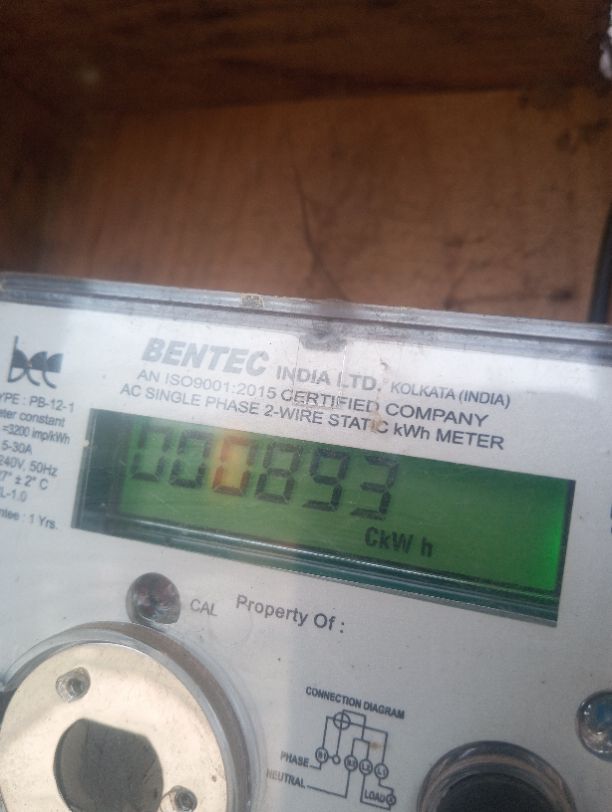 bee
BENTEC INDIA LTD. KOLKATA (INDIA)
AN ISO9001:2015 CERTIFIED COMPANY
AC SINGLE PHASE 2-WIRE STATIC kWh METER
YPE : PB-12-1
eter constant
=3200 imp/kWh
5-30A
240V, 50Hz
27° ± 2° C
L-1.0
ntee : 1 Yrs.
000893
CkW h
CAL
Property Of :
CONNECTION DIAGRAM
PHASE
NEUTRAL
LOAD